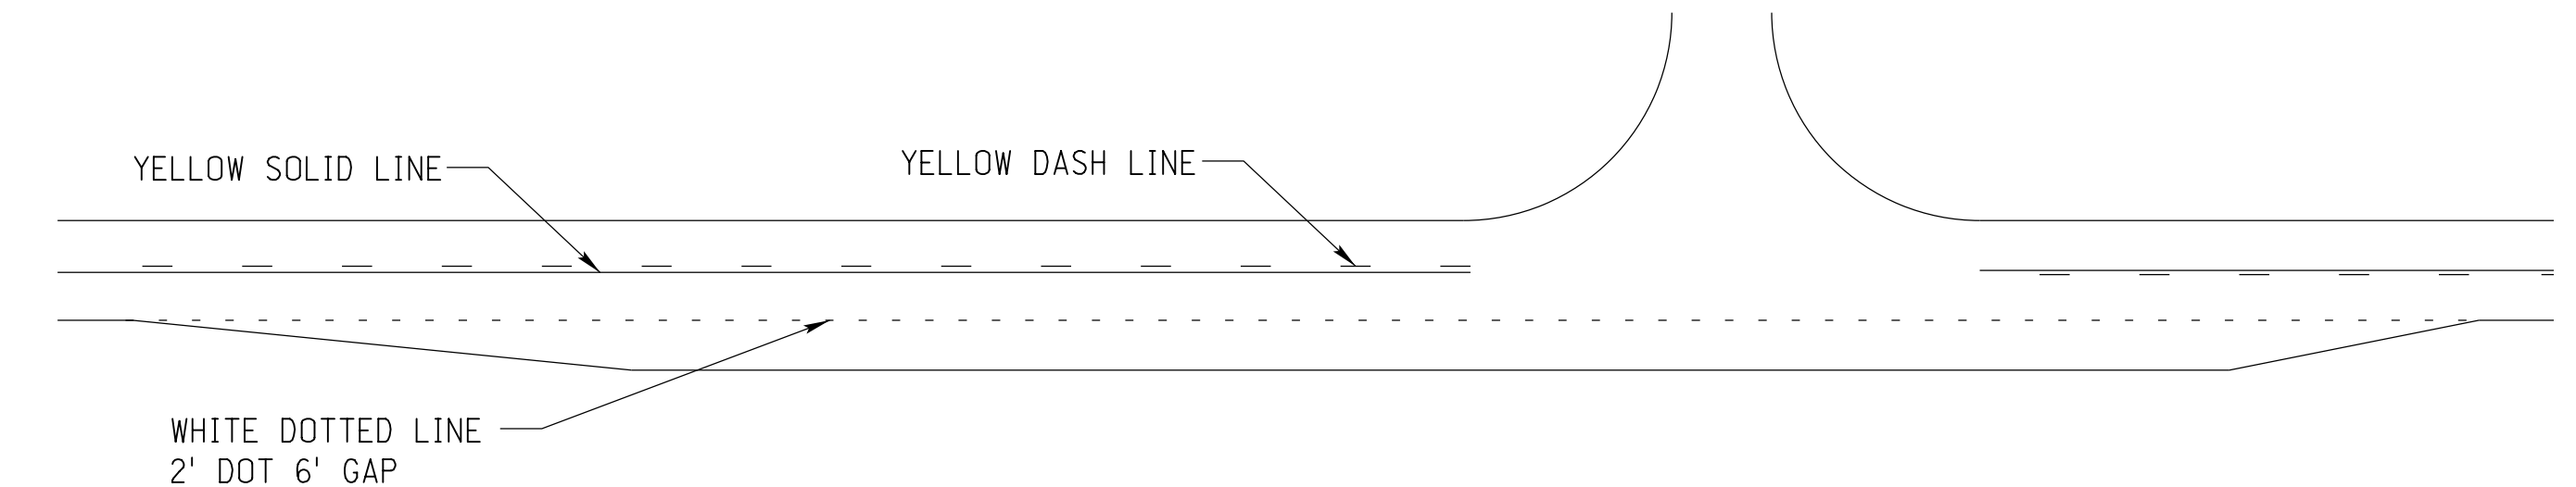 YELLOW SOLID LINE
YELLOW DASH LINE
WHITE DOTTED LINE
2' DOT 6' GAP